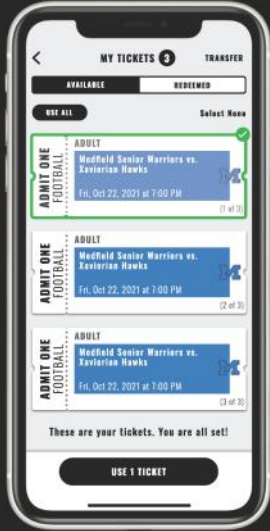 MY TICKETS 3 TRANSFER
AVAILABLE REDEEMED
USE ALL Select None
ADMIT ONE
FOOTBALL
ADULT
Medfield Senior Warriors vs.
Xavierian Hawks
Fri, Oct 22, 2021 at 7:00 PM
M
(1 of 3)
ADMIT ONE
FOOTBALL
ADULT
Medfield Senior Warriors vs.
Xavierian Hawks
Fri, Oct 22, 2021 at 7:00 PM
M
(2 of 3)
ADMIT ONE
FOOTBALL
ADULT
Medfield Senior Warriors vs.
Xavierian Hawks
Fri, Oct 22, 2021 at 7:00 PM
M
(3 of 3)
These are your tickets. You are all set!
USE 1 TICKET